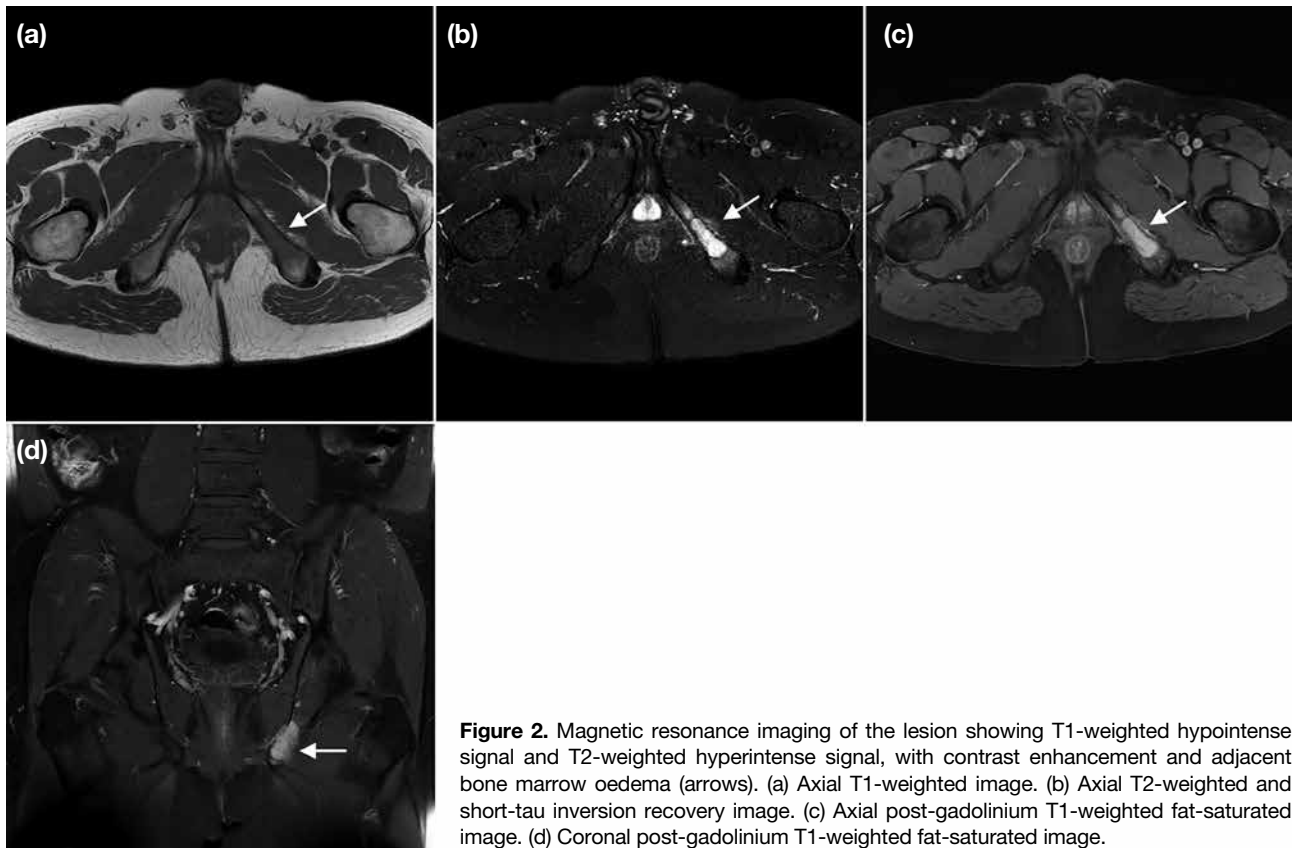 (a)
(b)
(c)
(d)
Figure 2. Magnetic resonance imaging of the lesion showing T1-weighted hypointense
signal and T2-weighted hyperintense signal, with contrast enhancement and adjacent
bone marrow oedema (arrows). (a) Axial T1-weighted image. (b) Axial T2-weighted and
short-tau inversion recovery image. (c) Axial post-gadolinium T1-weighted fat-saturated
image. (d) Coronal post-gadolinium T1-weighted fat-saturated image.